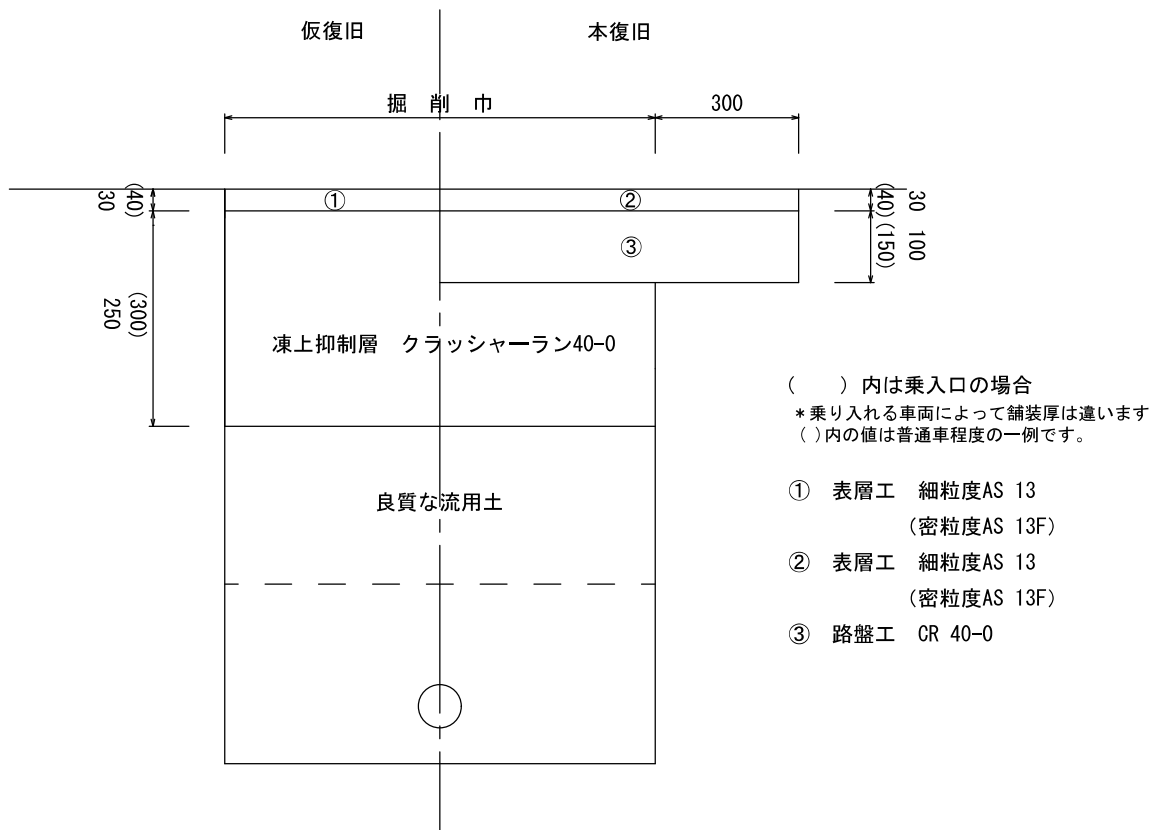 仮復旧
本復旧
掘 削 巾
300
(40)
30
①
②
(40)
30
③
(150)
100
(300)
250
凍上抑制層 クラッシャーラン40-0
( ) 内は乗入口の場合
*乗り入れる車両によって舗装厚は違います
( )内の値は普通車程度の一例です。
良質な流用土
① 表層工 細粒度AS 13
(密粒度AS 13F)
② 表層工 細粒度AS 13
(密粒度AS 13F)
③ 路盤工 CR 40-0